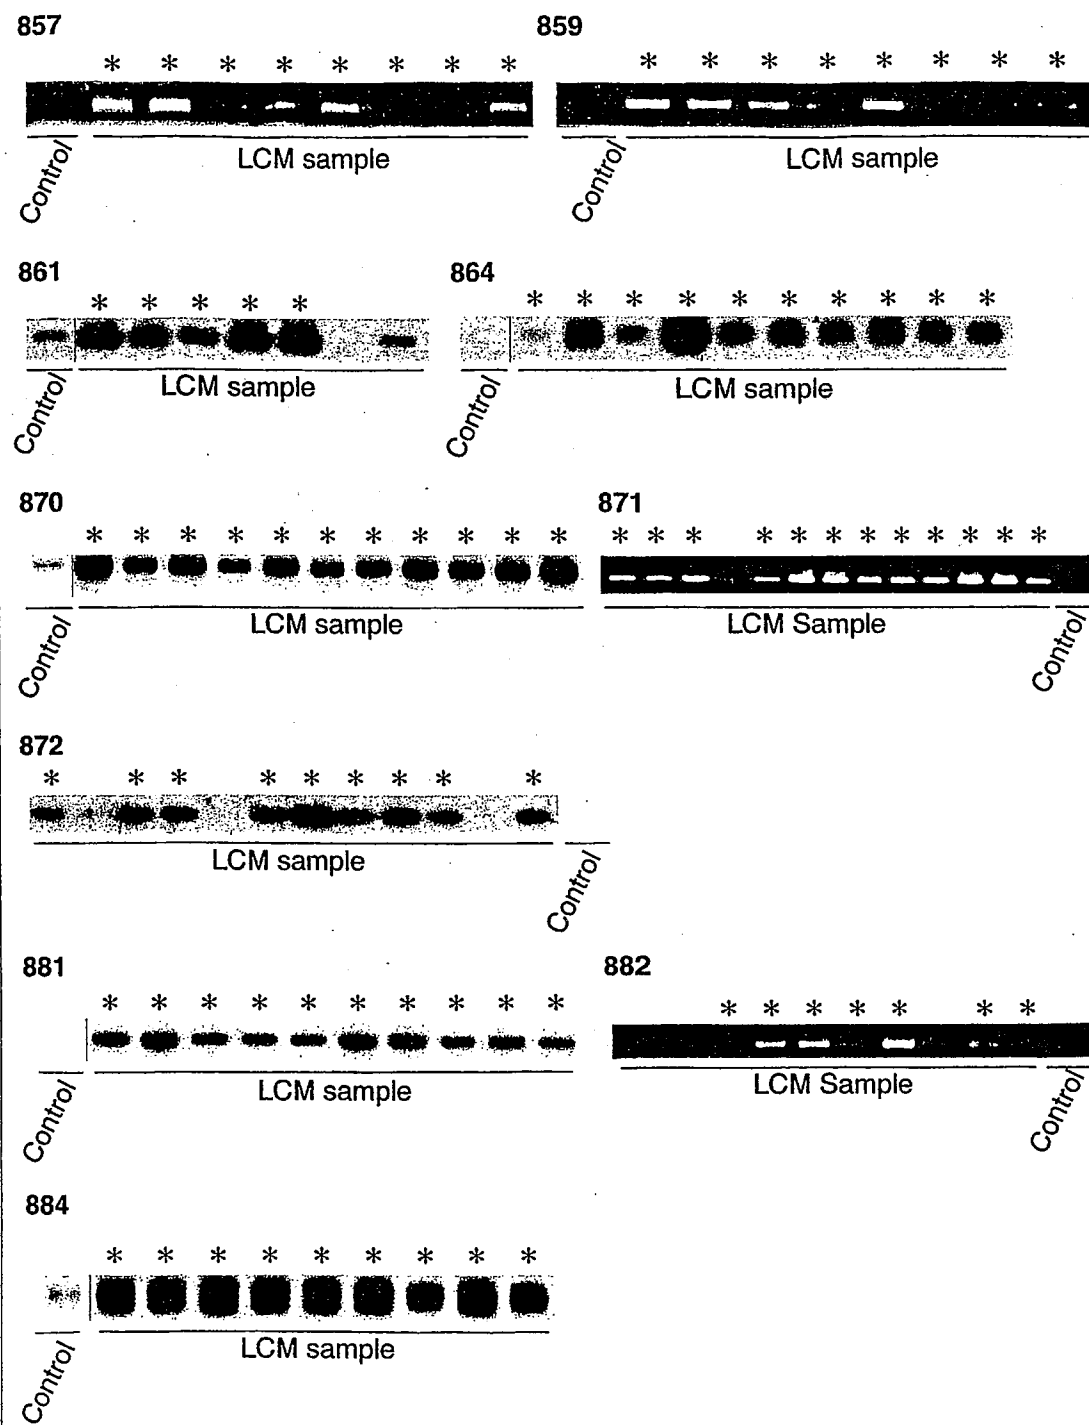 857
859
* * * * * * * *
* * * * * * * *
Control
LCM sample
Control
LCM sample
861
864
* * * * *
* * * * * * * * * *
Control
LCM sample
Control
LCM sample
870
871
* * * * * * * * * * *
* * * * * * * * * * * *
Control
LCM sample
LCM Sample
Control
872
* * * * * * * * *
LCM sample
Control
881
882
* * * * * * * * * *
* * * * * * *
Control
LCM sample
LCM Sample
Control
884
* * * * * * * * *
Control
LCM sample